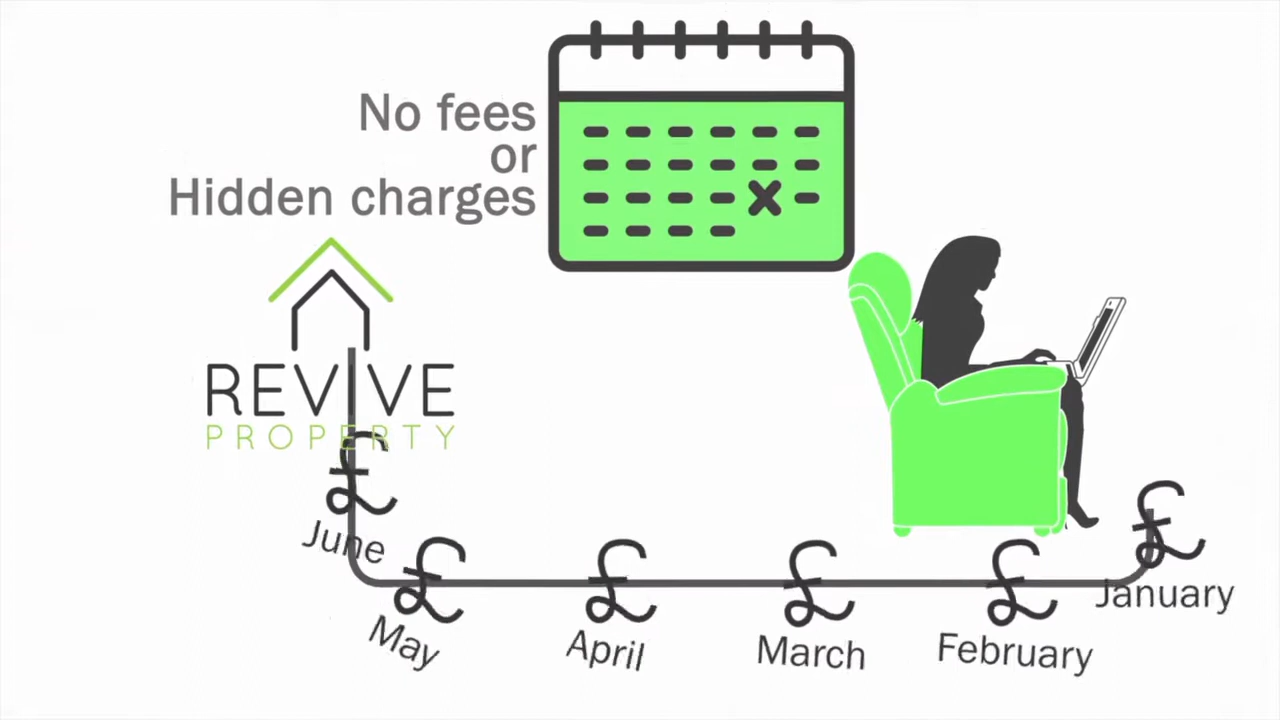 No fees
or
Hidden charges
REVIVE
PROPERTY
£
June
£
May
£
April
£
March
£
February
£
January